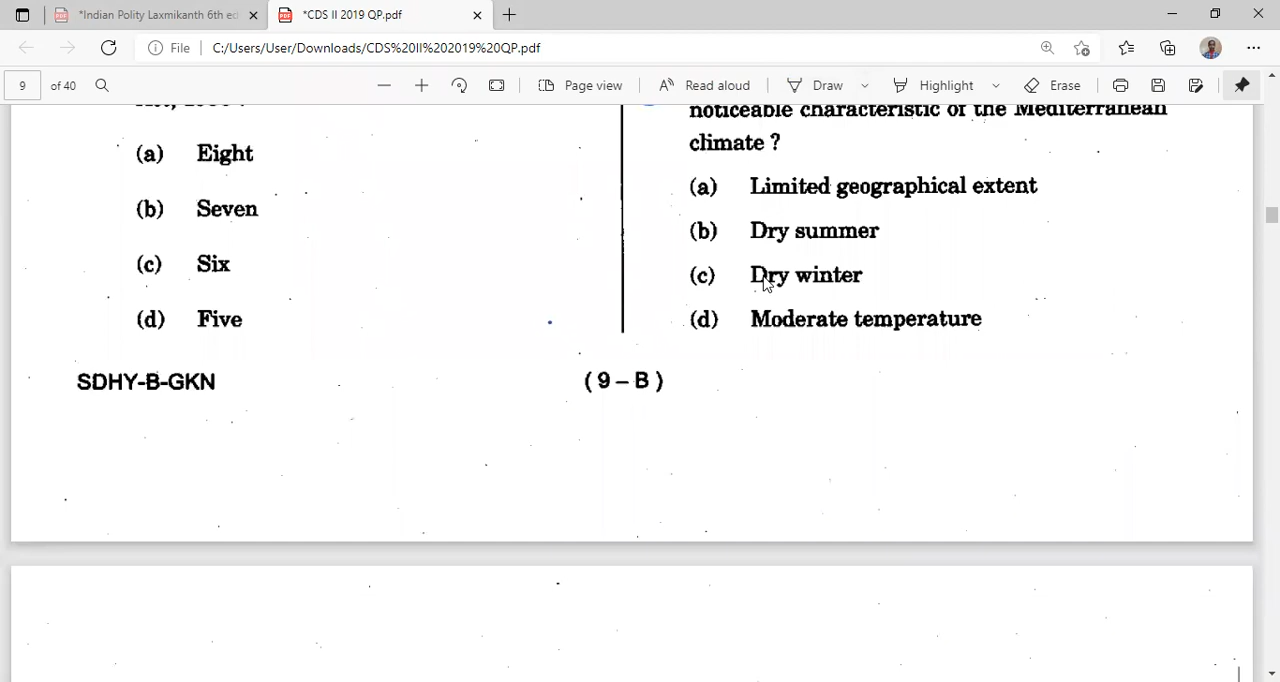 *Indian Polity Laxmikanth 6th ed
*CDS II 2019 QP.pdf
File
C:/Users/User/Downloads/CDS%20II%202019%20QP.pdf
9 of 40
Page view
Read aloud
Draw
Highlight
Erase
(a) Eight
(b) Seven
(c) Six
(d) Five
noticeable characteristic of the Mediterranean
climate ?
(a) Limited geographical extent
(b) Dry summer
(c) Dry winter
(d) Moderate temperature
SDHY-B-GKN
( 9 – B )